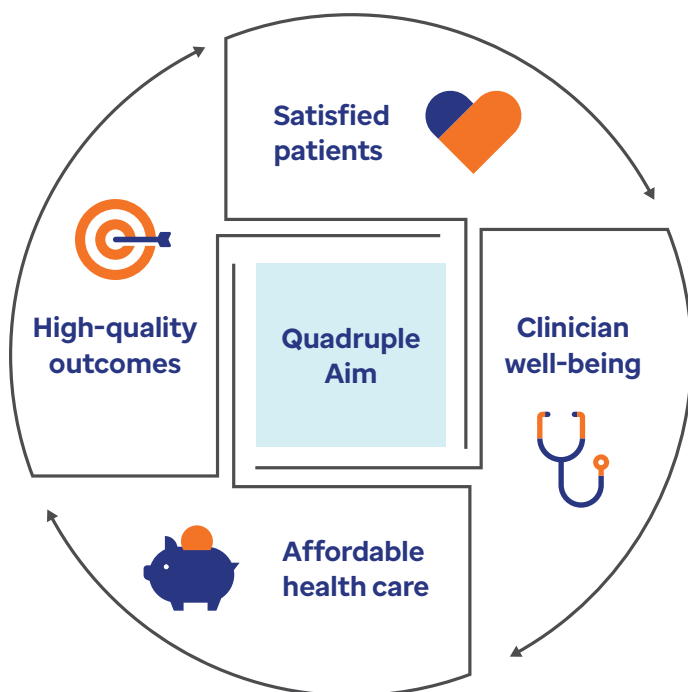 Satisfied
patients
High-quality
outcomes
Quadruple
Aim
Clinician
well-being
Affordable
health care